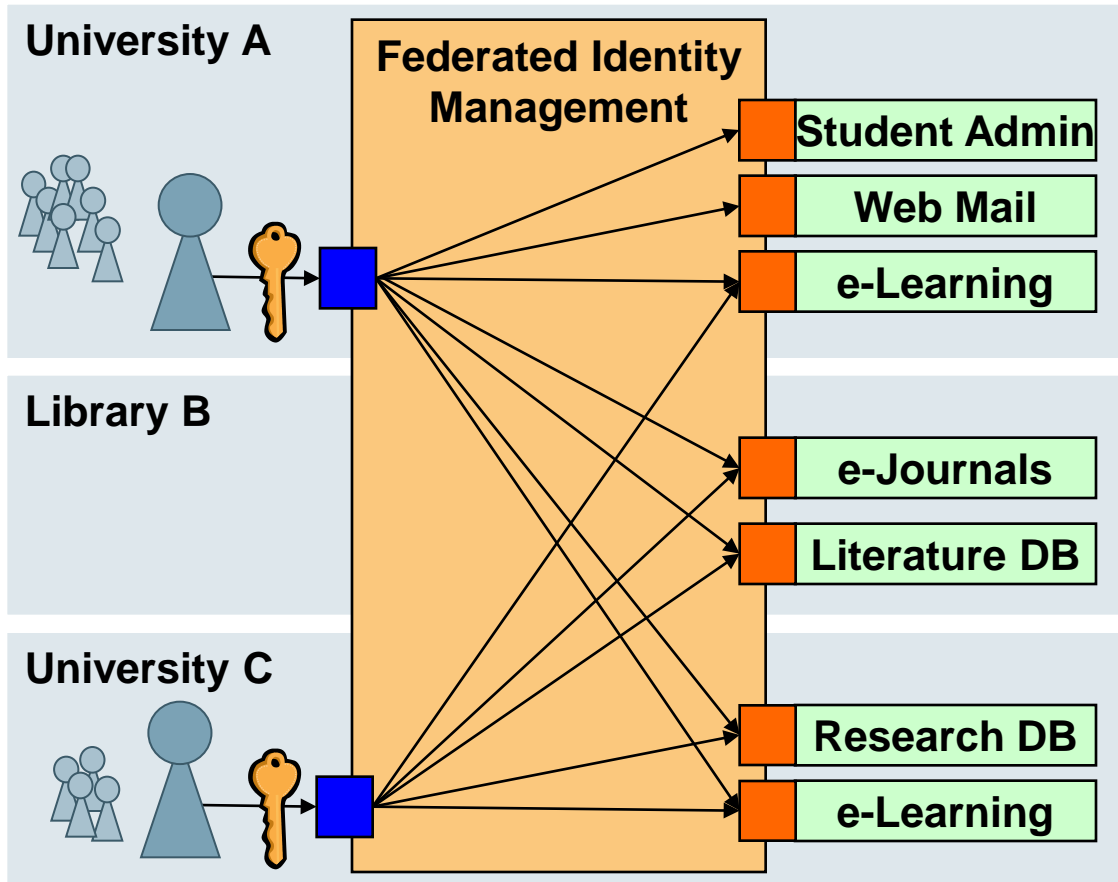 University A
Federated Identity
Management
Student Admin
Web Mail
e-Learning
Library B
e-Journals
Literature DB
University C
Research DB
e-Learning